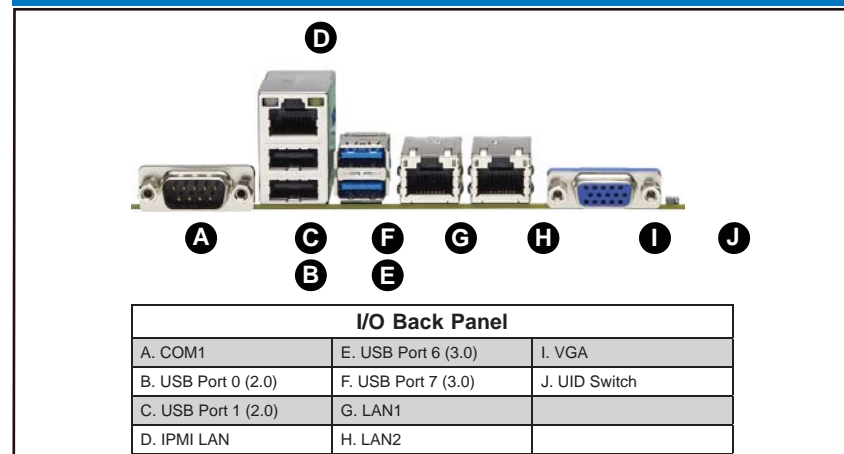 D
A C F G H I J
B E
I/O Back Panel
A. COM1 E. USB Port 6 (3.0) I. VGA
B. USB Port 0 (2.0) F. USB Port 7 (3.0) J. UID Switch
C. USB Port 1 (2.0) G. LAN1
D. IPMI LAN H. LAN2